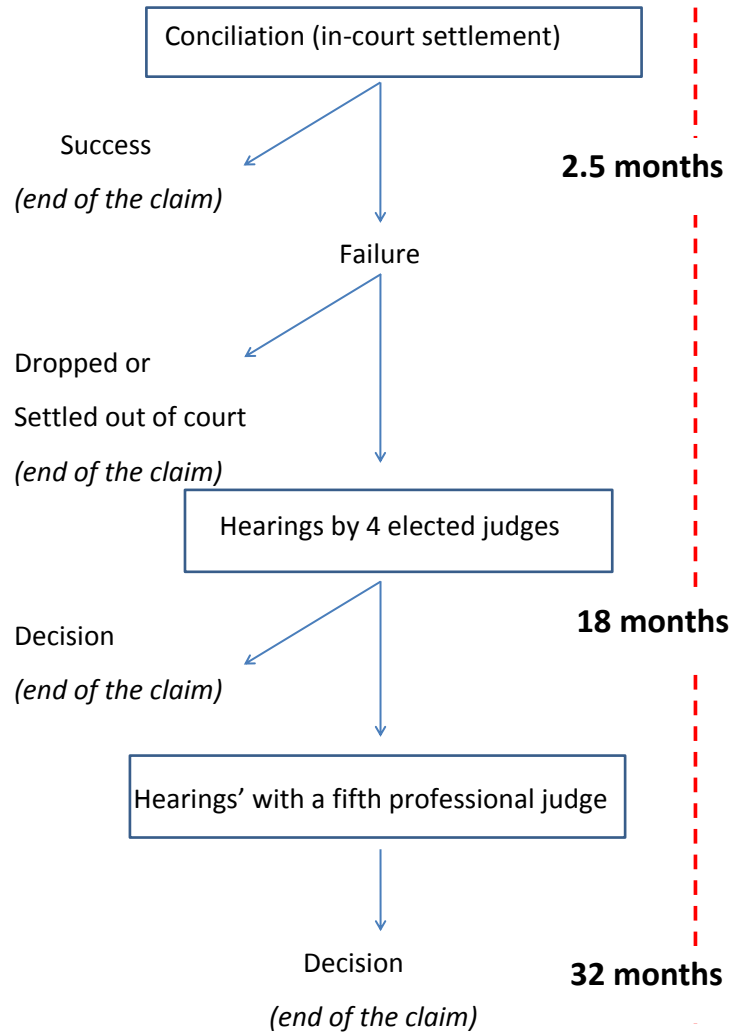 Conciliation (in-court settlement)
Success
(end of the claim)
2.5 months
Failure
Dropped or
Settled out of court
(end of the claim)
Hearings by 4 elected judges
18 months
Decision
(end of the claim)
Hearings’ with a fifth professional judge
Decision
(end of the claim)
32 months